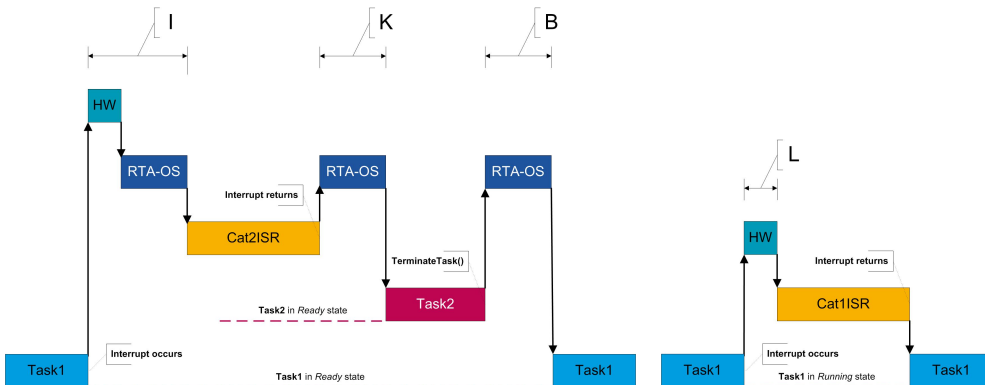 I
K
B
HW
L
RTA-OS
RTA-OS
RTA-OS
Interrupt returns
HW
Cat2ISR
TerminateTask()
Interrupt returns
Task2
Cat1ISR
Task2 in Ready state
Task1
Interrupt occurs
Task1 in Ready state
Task1
Task1
Interrupt occurs
Task1 in Running state
Task1